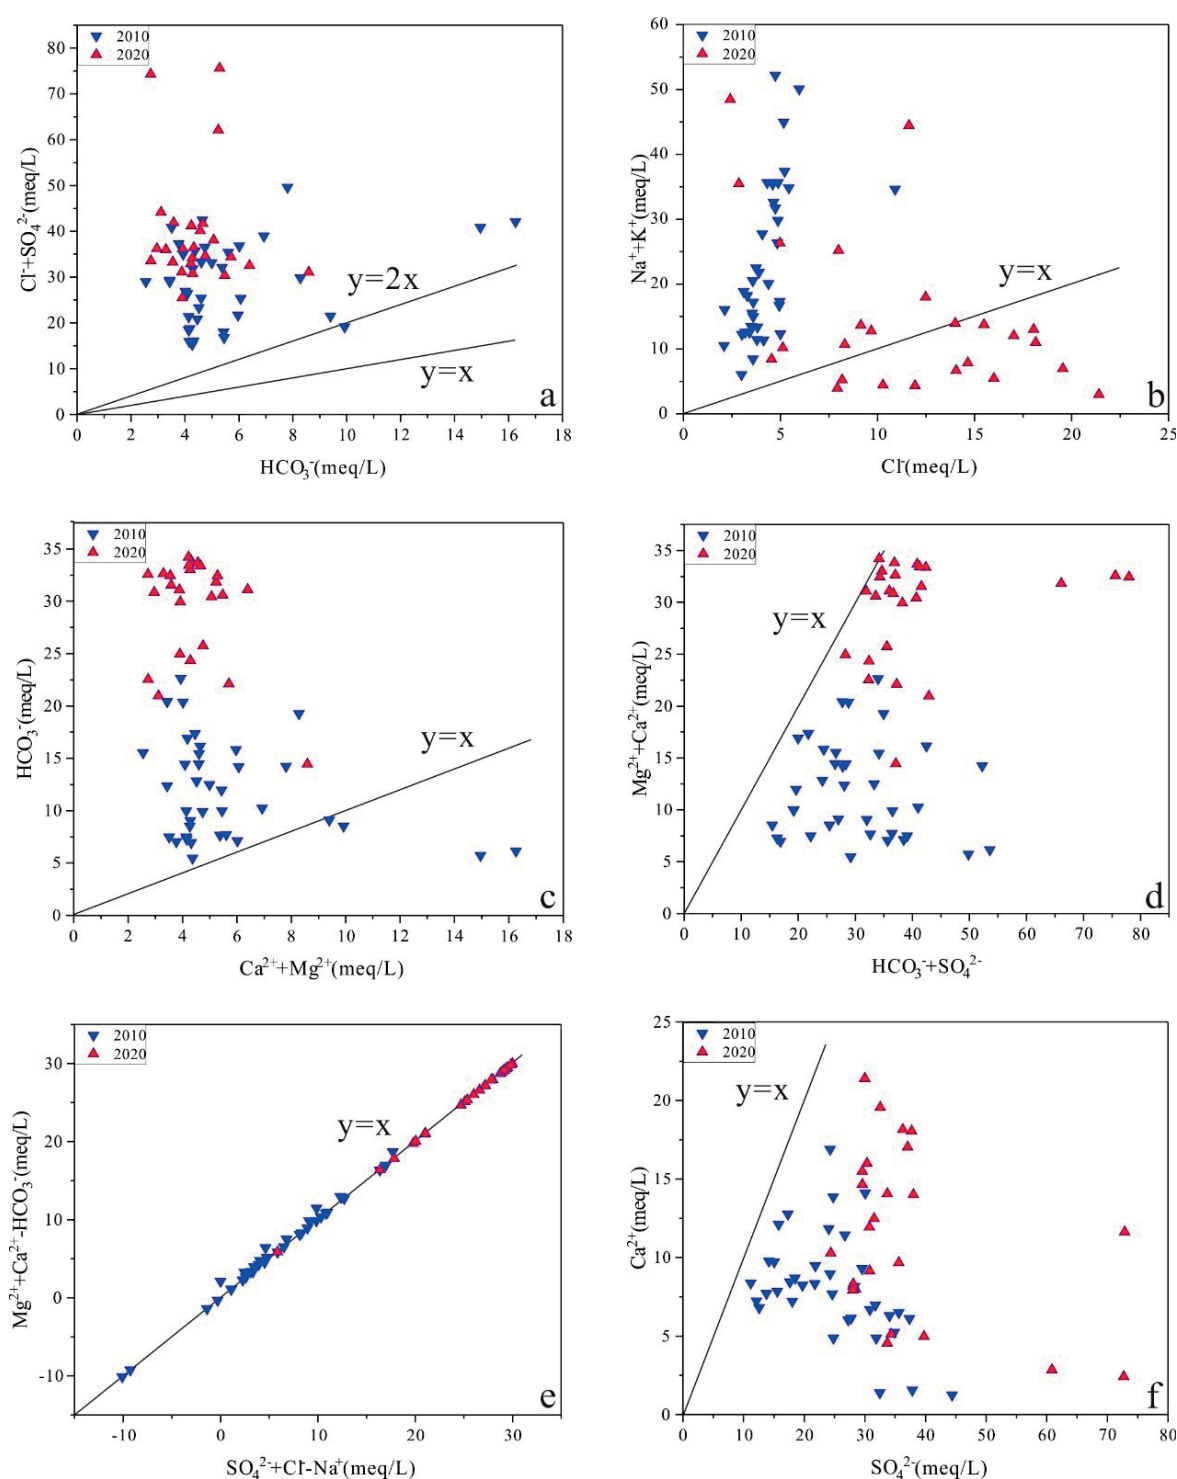 2010
2020
80
70
60
50
40
30
20
10
0
Cl⁻+SO₄²⁻(meq/L)
y=2x
y=x
a
0 2 4 6 8 10 12 14 16 18
HCO₃⁻(meq/L)
2010
2020
60
50
40
30
20
10
0
Na⁺+K⁺(meq/L)
y=x
b
0 5 10 15 20 25
Cl⁻(meq/L)
2010
2020
35
30
25
20
15
10
5
0
HCO₃⁻(meq/L)
y=x
c
0 2 4 6 8 10 12 14 16 18
Ca²⁺+Mg²⁺(meq/L)
2010
2020
35
30
25
20
15
10
5
0
Mg²⁺+Ca²⁺(meq/L)
y=x
d
0 10 20 30 40 50 60 70 80
HCO₃⁻+SO₄²⁻
2010
2020
30
20
10
0
-10
Mg²⁺+Ca²⁺-HCO₃⁻(meq/L)
y=x
e
-10 0 10 20 30
SO₄²⁻+Cl⁻-Na⁺(meq/L)
2010
2020
25
20
15
10
5
0
Ca²⁺(meq/L)
y=x
f
0 10 20 30 40 50 60 70 80
SO₄²⁻(meq/L)